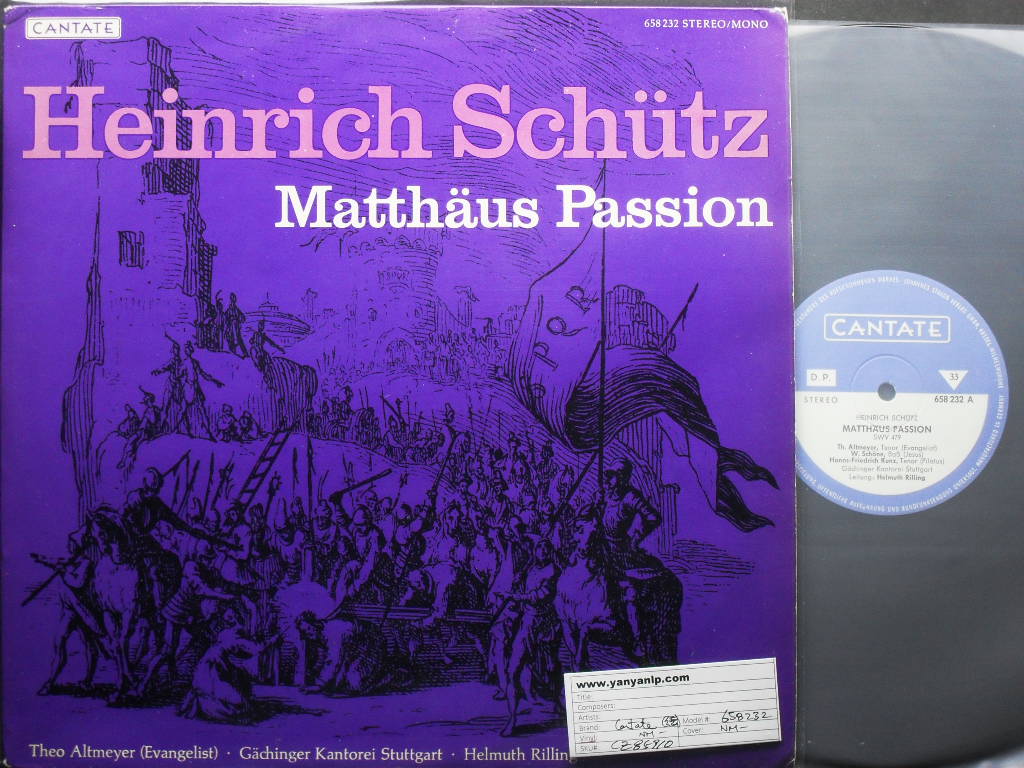 CANTATE
658 232 STEREO/MONO
Heinrich Schütz
Matthäus Passion
Theo Altmeyer (Evangelist) · Gächinger Kantorei Stuttgart · Helmuth Rillin
www.yanyanlp.com
Title:
Composers:
Artists:
Brand: Cantate Model #: 658232
Vinyl: NM- Cover: NM-
SKU#:
CANTATE
D.P. 33
STEREO 658 232 A
HEINRICH SCHÜTZ
MATTHÄUS PASSION
SWV 479
Th. Altmeyer, Tenor (Evangelist)
W. Schöne, Baß (Jesus)
Hanns-Friedrich Kunz, Tenor (Pilatus)
Gächinger Kantorei Stuttgart
Leitung: Helmuth Rilling